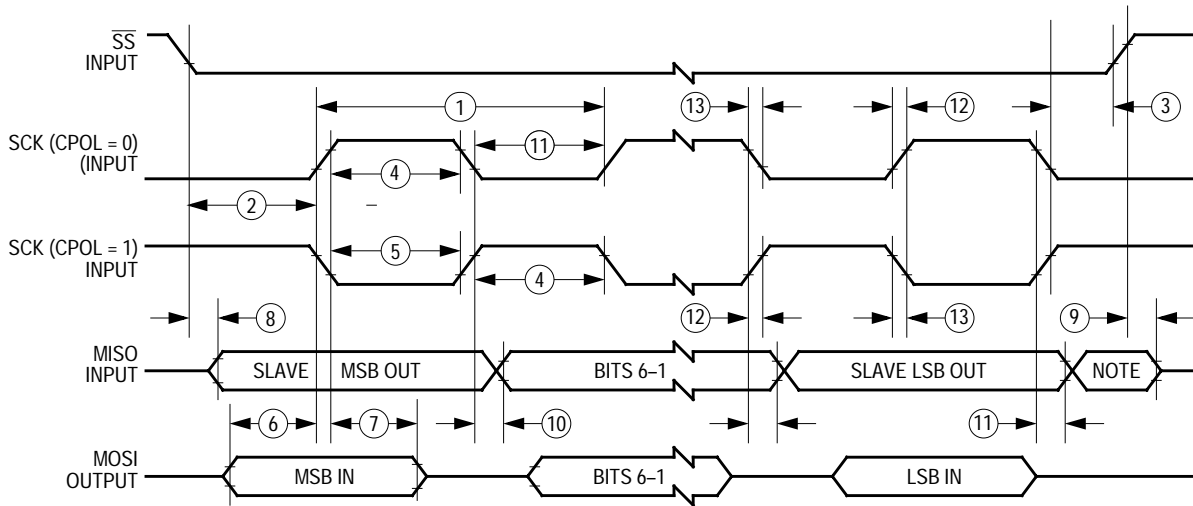 SS
INPUT
1
13
12
3
SCK (CPOL = 0)
(INPUT
11
4
2
–
SCK (CPOL = 1)
INPUT
5
4
8
12
13
9
MISO
INPUT
SLAVE MSB OUT
BITS 6–1
SLAVE LSB OUT
NOTE
6
7
10
11
MOSI
OUTPUT
MSB IN
BITS 6–1
LSB IN